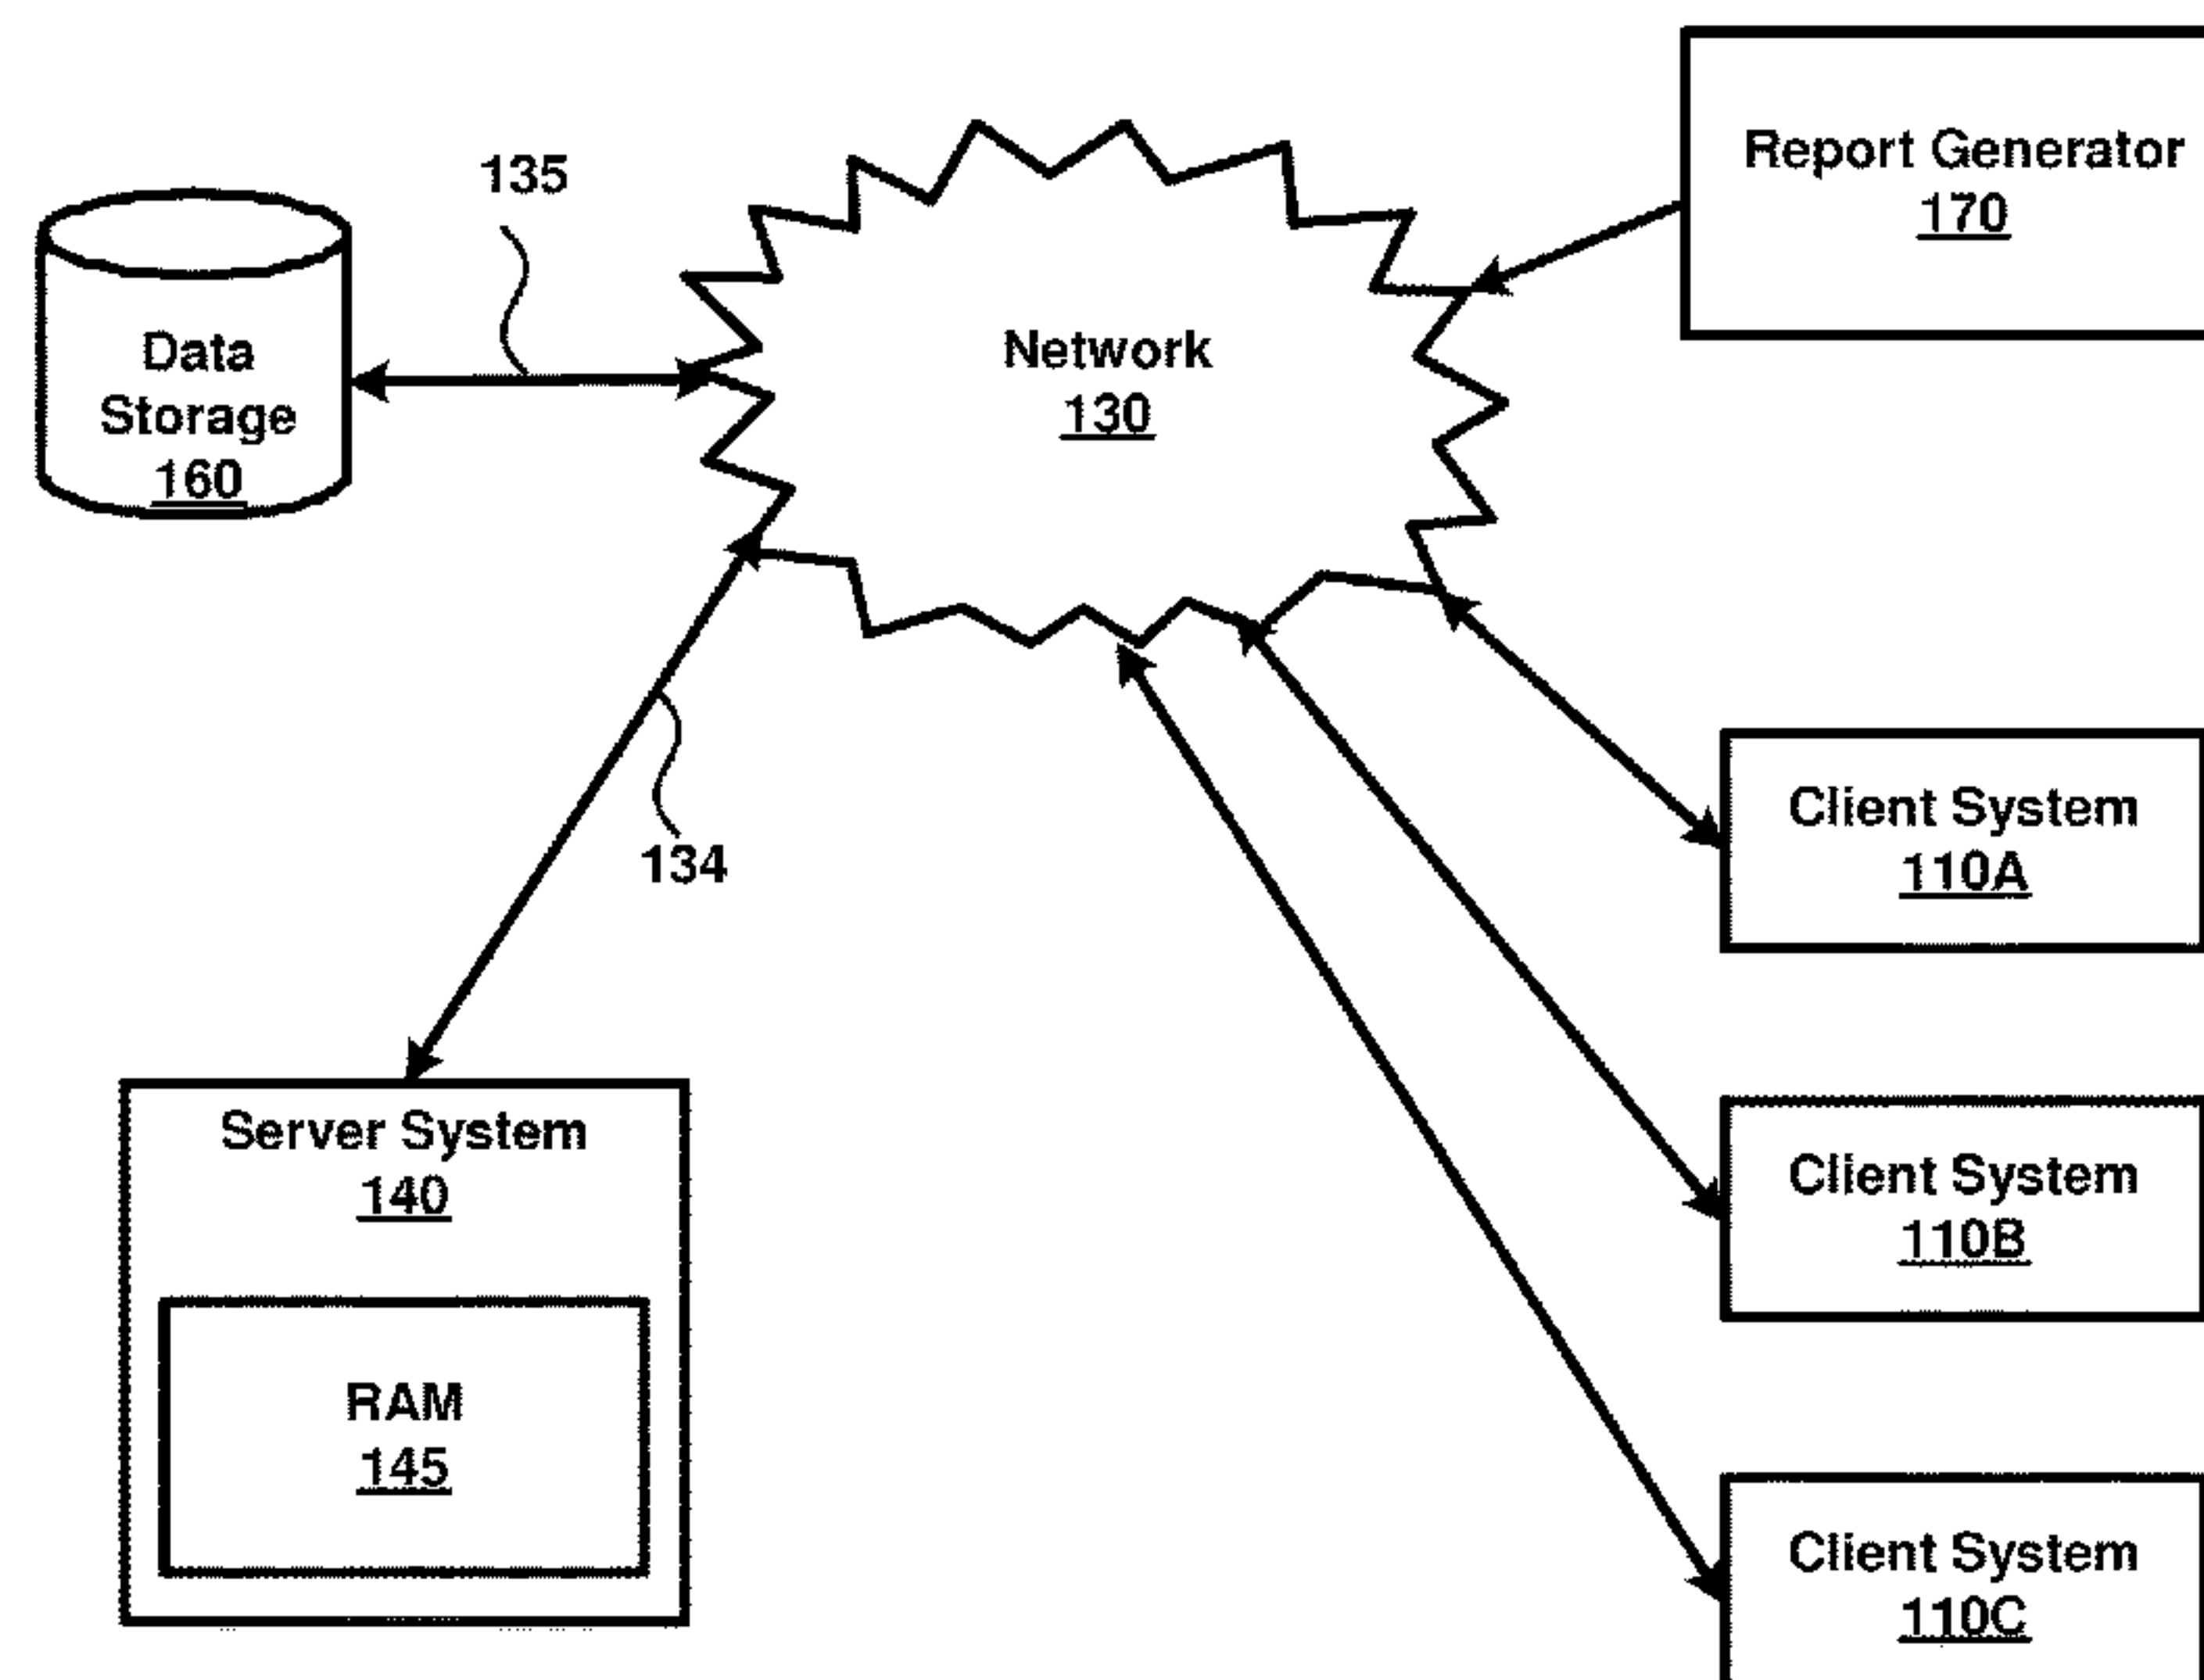 Report Generator
170
135
Data
Storage
160
Network
130
134
Client System
110A
Server System
140
Client System
110B
RAM
145
Client System
110C